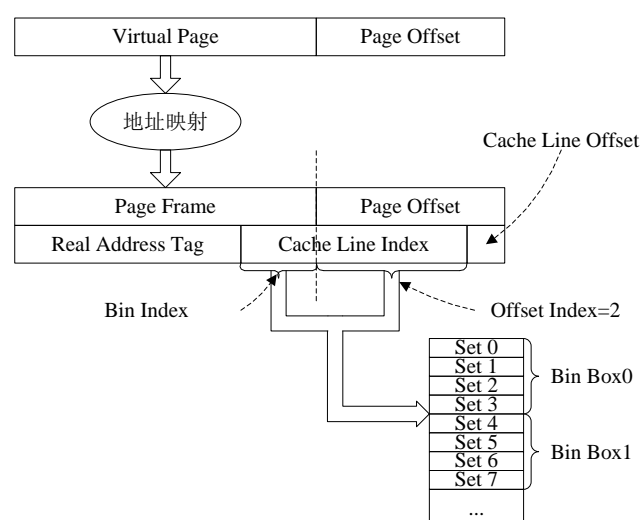 Virtual Page Page Offset
地址映射
Cache Line Offset
Page Frame Page Offset
Real Address Tag Cache Line Index
Bin Index Offset Index=2
Set 0
Set 1
Set 2
Set 3
Bin Box0
Set 4
Set 5
Set 6
Set 7
Bin Box1
...